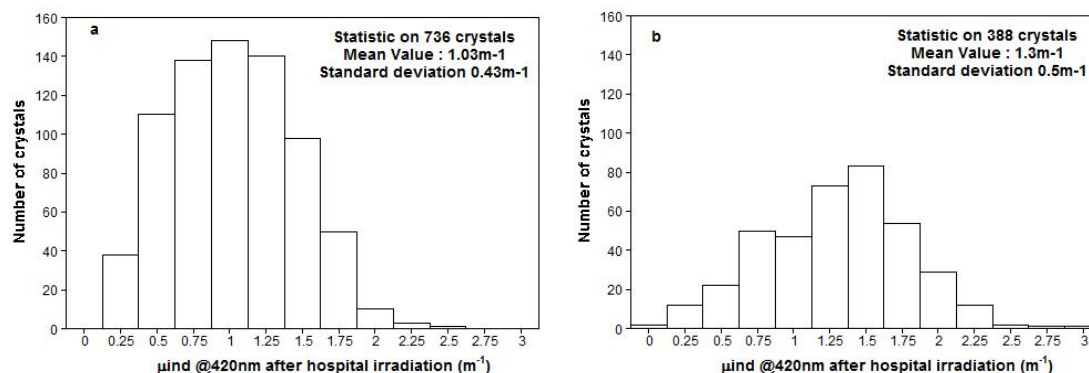 a
Statistic on 736 crystals
Mean Value : 1.03m-1
Standard deviation 0.43m-1
Number of crystals
160
140
120
100
80
60
40
20
0
0 0.25 0.5 0.75 1 1.25 1.5 1.75 2 2.25 2.5 2.75 3
μind @420nm after hospital irradiation (m⁻¹)
b
Statistic on 388 crystals
Mean Value : 1.3m-1
Standard deviation 0.5m-1
Number of crystals
160
140
120
100
80
60
40
20
0
0 0.25 0.5 0.75 1 1.25 1.5 1.75 2 2.25 2.5 2.75 3
μind @420nm after hospital irradiation (m⁻¹)